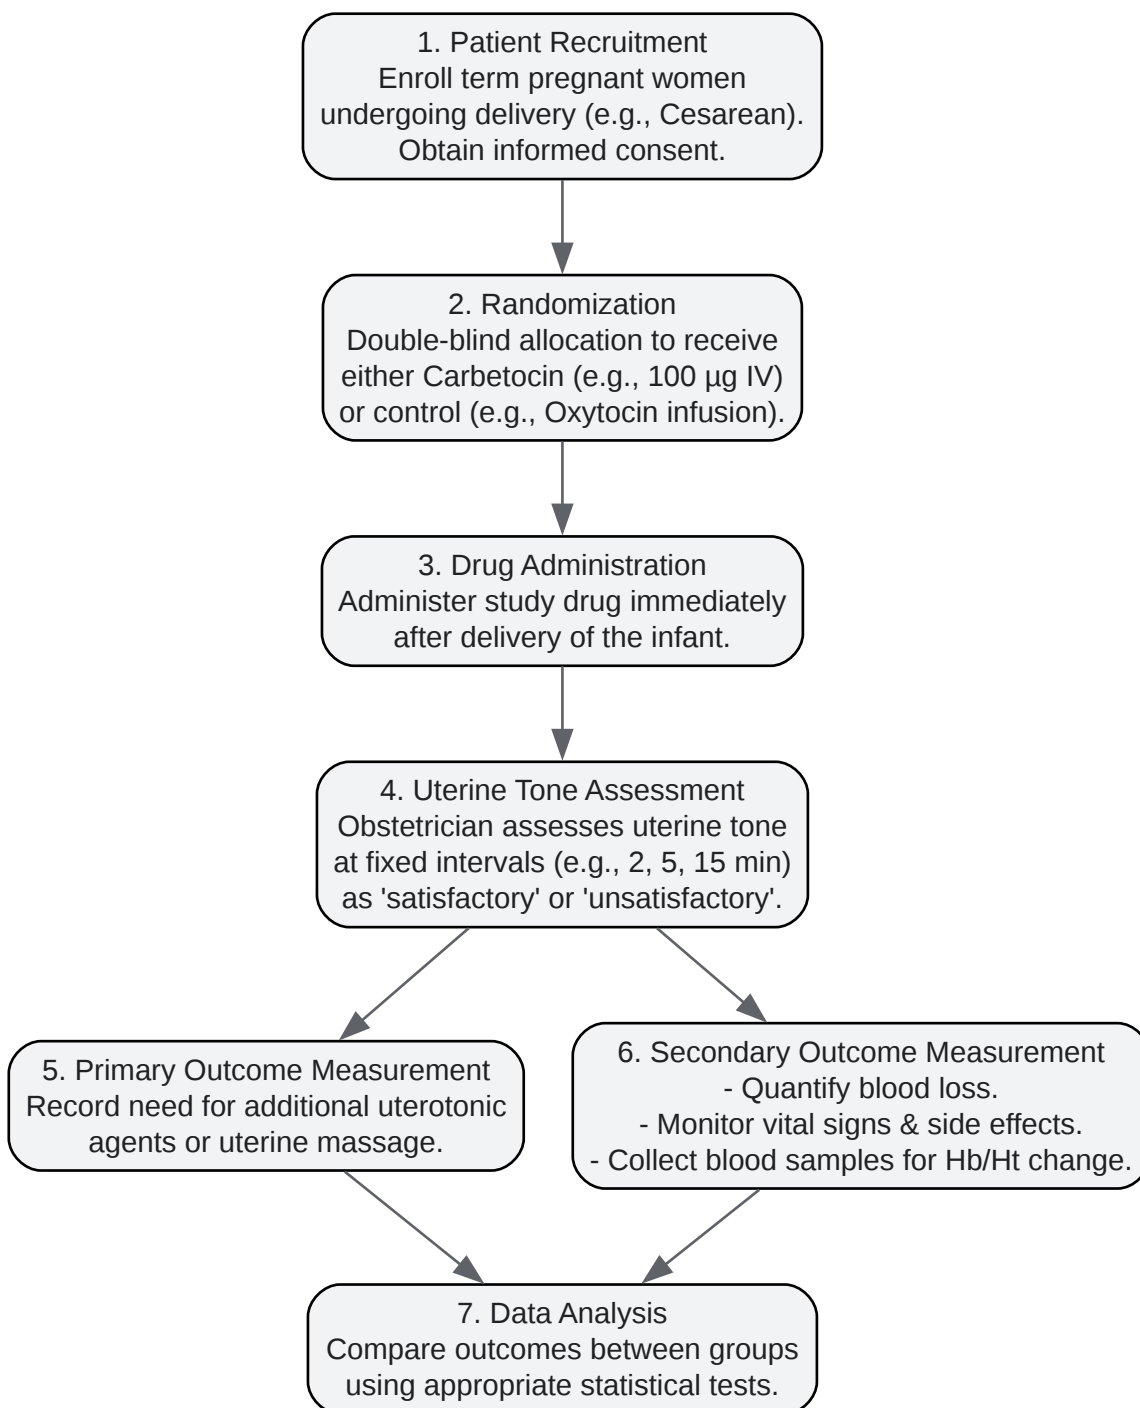 1. Patient Recruitment
Enroll term pregnant women
undergoing delivery (e.g., Cesarean).
Obtain informed consent.
2. Randomization
Double-blind allocation to receive
either Carbetocin (e.g., 100 µg IV)
or control (e.g., Oxytocin infusion).
3. Drug Administration
Administer study drug immediately
after delivery of the infant.
4. Uterine Tone Assessment
Obstetrician assesses uterine tone
at fixed intervals (e.g., 2, 5, 15 min)
as 'satisfactory' or 'unsatisfactory'.
5. Primary Outcome Measurement
Record need for additional uterotonic
agents or uterine massage.
6. Secondary Outcome Measurement
- Quantify blood loss.
- Monitor vital signs & side effects.
- Collect blood samples for Hb/Ht change.
7. Data Analysis
Compare outcomes between groups
using appropriate statistical tests.